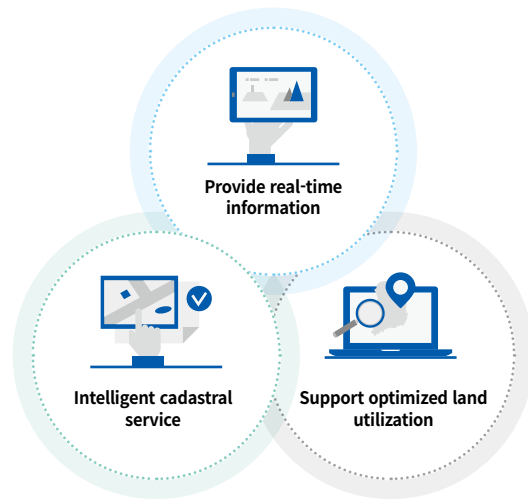 Provide real-time
information
Intelligent cadastral
service
Support optimized land
utilization